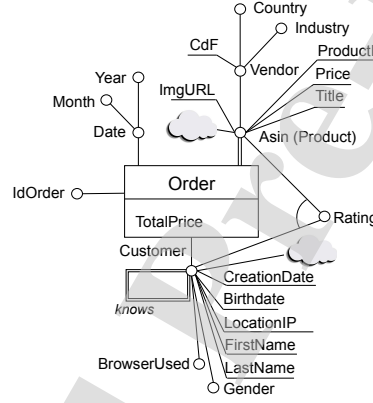 Country
Industry
CdF
Vendor
Year
ImgURL
Price
Title
Month
Date
Asin (Product)
IdOrder
Order
TotalPrice
Rating
Customer
CreationDate
Birthdate
knows
LocationIP
FirstName
BrowserUsed
LastName
Gender